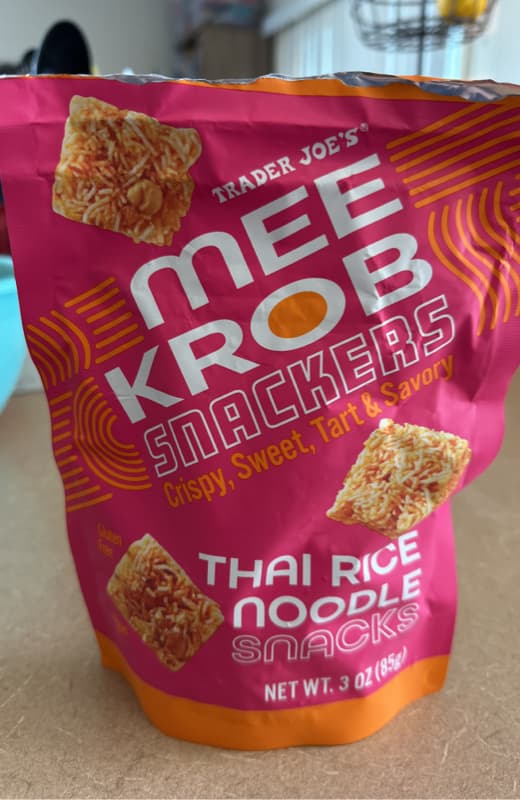 TRADER JOE'S®
MEE
KROB
SNACKERS
Crispy, Sweet, Tart & Savory
Gluten
Free
THAI RICE
NOODLE
SNACKS
NET WT. 3 OZ (85g)